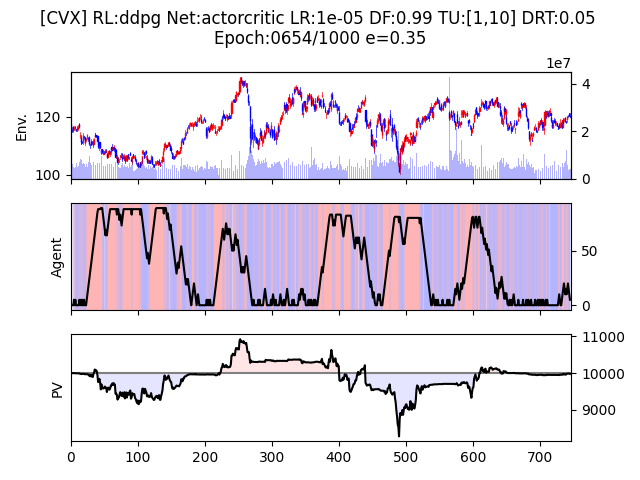 [CVX] RL:ddpg Net:actorcritic LR:1e-05 DF:0.99 TU:[1,10] DRT:0.05
Epoch:0654/1000 e=0.35
1e7
Env.
120
100
4
2
0
Agent
50
0
PV
11000
10000
9000
0 100 200 300 400 500 600 700